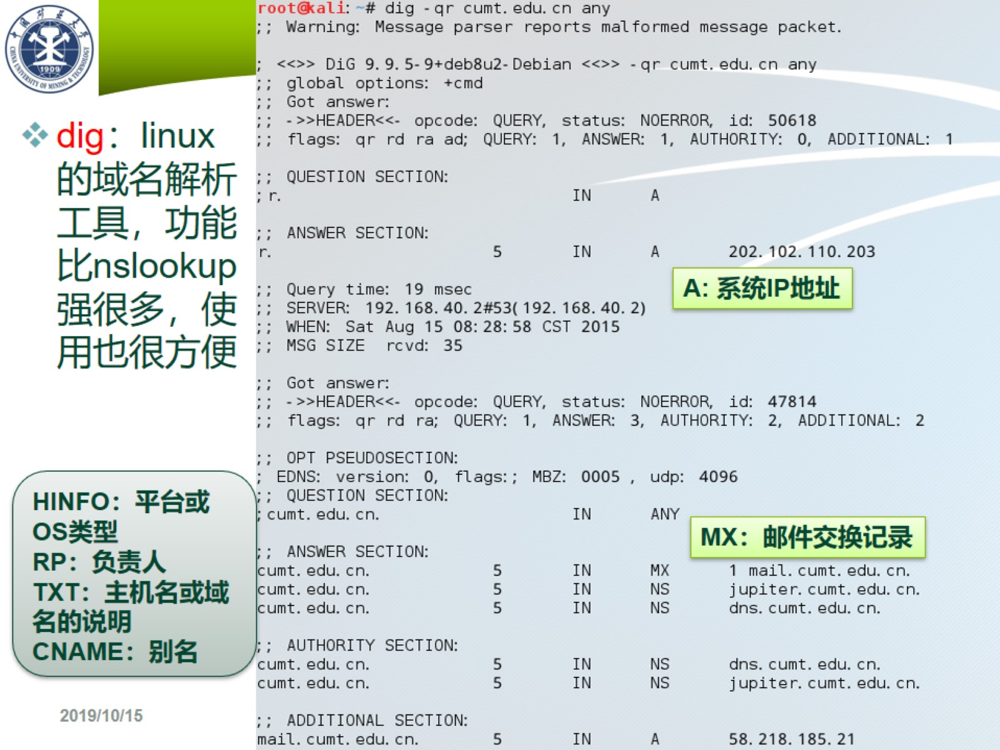 中国矿业大学
CHINA UNIVERSITY OF MINING & TECHNOLOGY
1909
dig：linux
的域名解析
工具，功能
比nslookup
强很多，使
用也很方便
HINFO：平台或
OS类型
RP：负责人
TXT：主机名或域
名的说明
CNAME：别名
2019/10/15
root@kali:~# dig -qr cumt.edu.cn any
;; Warning: Message parser reports malformed message packet.
; <<>> DiG 9.9.5-9+deb8u2-Debian <<>> -qr cumt.edu.cn any
;; global options: +cmd
;; Got answer:
;; ->>HEADER<<- opcode: QUERY, status: NOERROR, id: 50618
;; flags: qr rd ra ad; QUERY: 1, ANSWER: 1, AUTHORITY: 0, ADDITIONAL: 1
;; QUESTION SECTION:
;r. IN A
;; ANSWER SECTION:
r. 5 IN A 202.102.110.203
A: 系统IP地址
;; Query time: 19 msec
;; SERVER: 192.168.40.2#53(192.168.40.2)
;; WHEN: Sat Aug 15 08:28:58 CST 2015
;; MSG SIZE rcvd: 35
;; Got answer:
;; ->>HEADER<<- opcode: QUERY, status: NOERROR, id: 47814
;; flags: qr rd ra; QUERY: 1, ANSWER: 3, AUTHORITY: 2, ADDITIONAL: 2
;; OPT PSEUDOSECTION:
; EDNS: version: 0, flags:; MBZ: 0005 , udp: 4096
;; QUESTION SECTION:
;cumt.edu.cn. IN ANY
MX：邮件交换记录
;; ANSWER SECTION:
cumt.edu.cn. 5 IN MX 1 mail.cumt.edu.cn.
cumt.edu.cn. 5 IN NS jupiter.cumt.edu.cn.
cumt.edu.cn. 5 IN NS dns.cumt.edu.cn.
;; AUTHORITY SECTION:
cumt.edu.cn. 5 IN NS dns.cumt.edu.cn.
cumt.edu.cn. 5 IN NS jupiter.cumt.edu.cn.
;; ADDITIONAL SECTION:
mail.cumt.edu.cn. 5 IN A 58.218.185.21